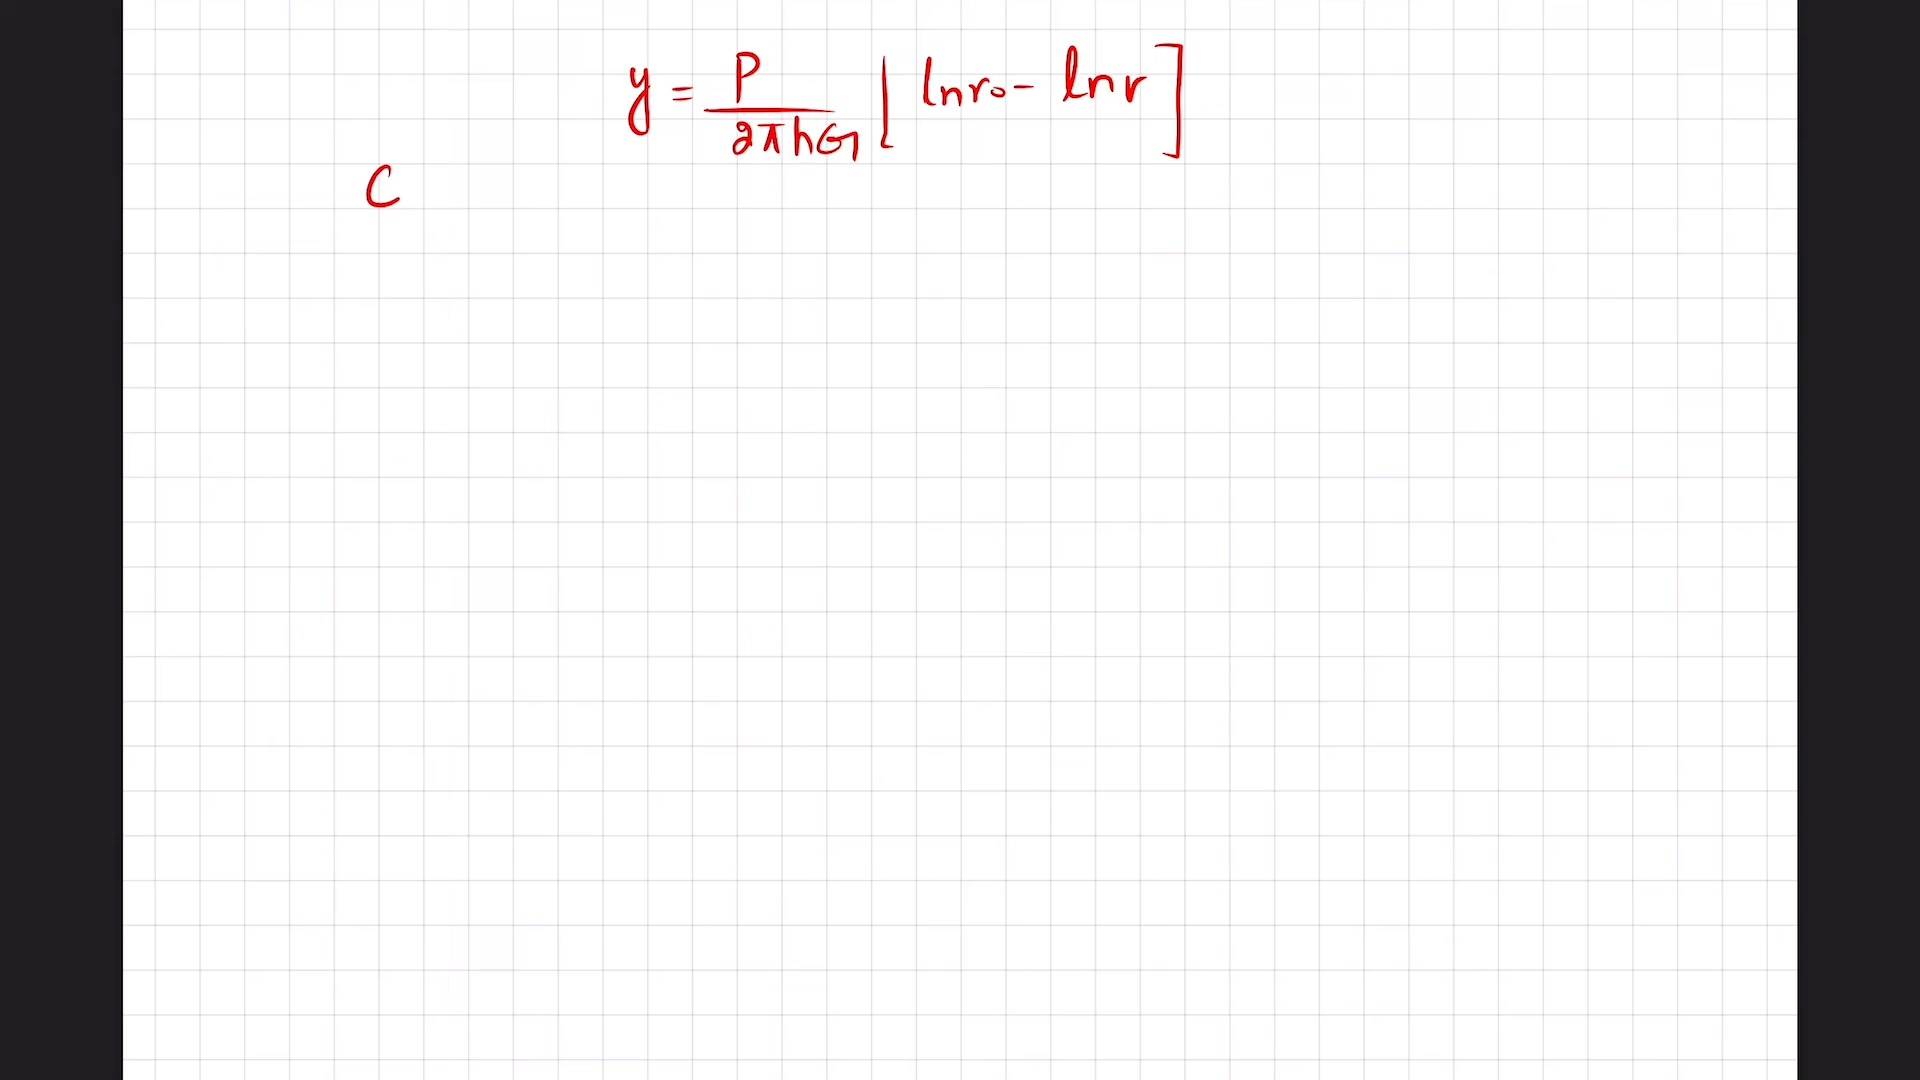 y = P / 2πhG [ ln r₀ - ln r ]
C